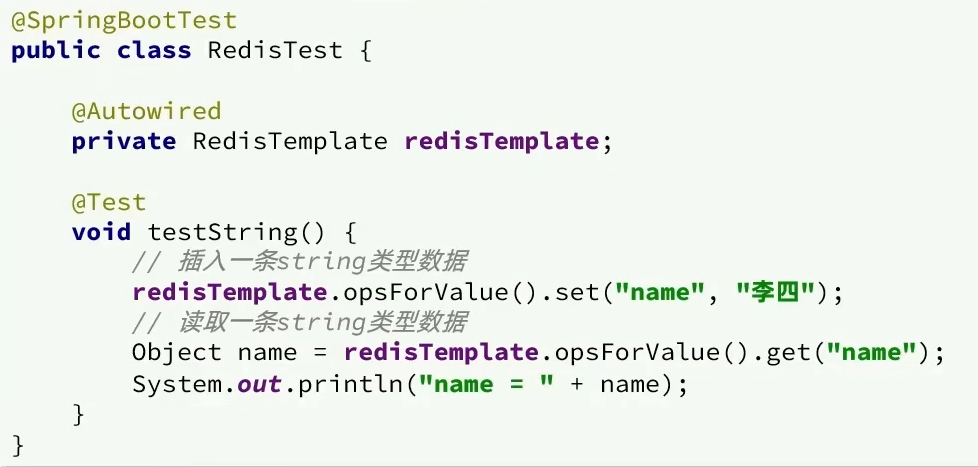 @SpringBootTest
public class RedisTest {
@Autowired
private RedisTemplate redisTemplate;
@Test
void testString() {
// 插入一条string类型数据
redisTemplate.opsForValue().set("name", "李四");
// 读取一条string类型数据
Object name = redisTemplate.opsForValue().get("name");
System.out.println("name = " + name);
}
}